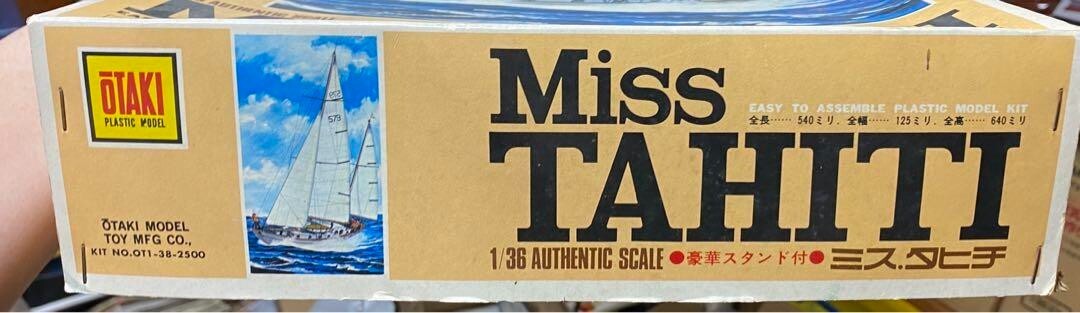 AUTHENTIC SCALE
ŌTAKI
PLASTIC MODEL
ŌTAKI MODEL
TOY MFG CO.,
KIT NO.OT1-38-2500
573
Miss
TAHITI
EASY TO ASSEMBLE PLASTIC MODEL KIT
全長…… 540ミリ. 全幅…… 125ミリ. 全高…… 640ミリ
1/36 AUTHENTIC SCALE ●豪華スタンド付● ミス.タヒチ